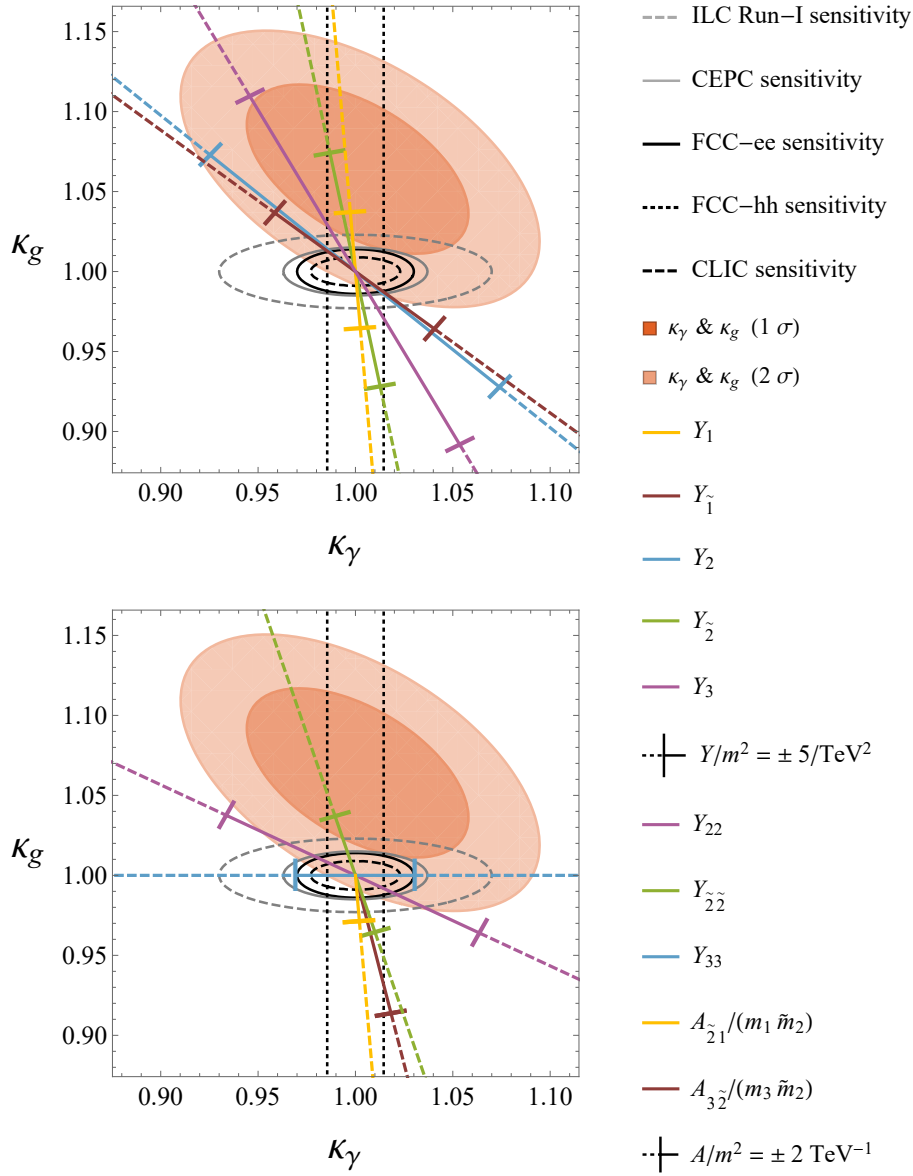 1.15
1.10
1.05
1.00
0.95
0.90
κg
0.90 0.95 1.00 1.05 1.10
κγ
1.15
1.10
1.05
1.00
0.95
0.90
κg
0.90 0.95 1.00 1.05 1.10
κγ
ILC Run−I sensitivity
CEPC sensitivity
FCC−ee sensitivity
FCC−hh sensitivity
CLIC sensitivity
κγ & κg (1 σ)
κγ & κg (2 σ)
Y1
Y1̃
Y2
Y2̃
Y3
Y/m² = ± 5/TeV²
Y22
Y2̃2̃
Y33
A2̃1/(m1 m̃2)
A32̃/(m3 m̃2)
A/m² = ± 2 TeV⁻¹